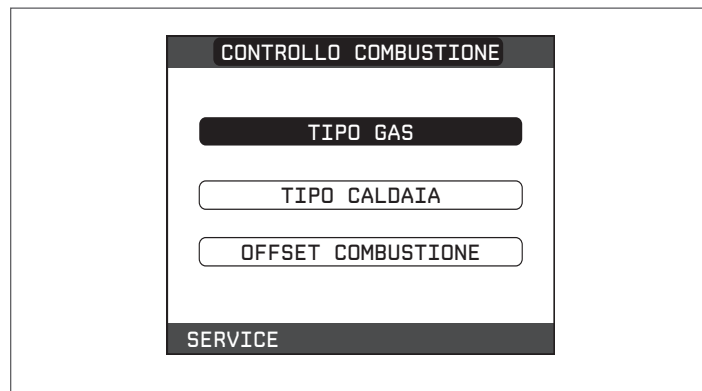 CONTROLLO COMBUSTIONE
TIPO GAS
TIPO CALDAIA
OFFSET COMBUSTIONE
SERVICE